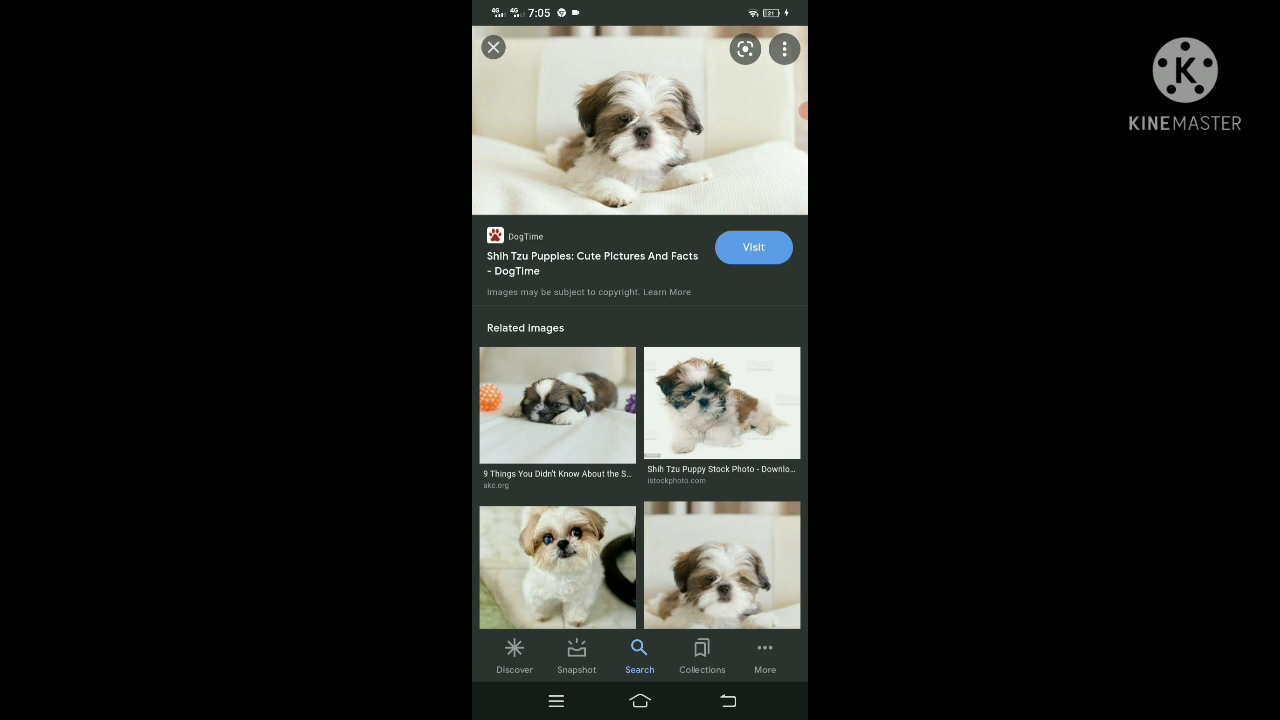 4G 4G 7:05
KINEMASTER
DogTime
Shih Tzu Puppies: Cute Pictures And Facts
- DogTime
Visit
Images may be subject to copyright. Learn More
Related images
9 Things You Didn't Know About the S...
akc.org
Shih Tzu Puppy Stock Photo - Downlo...
istockphoto.com
Discover
Snapshot
Search
Collections
More